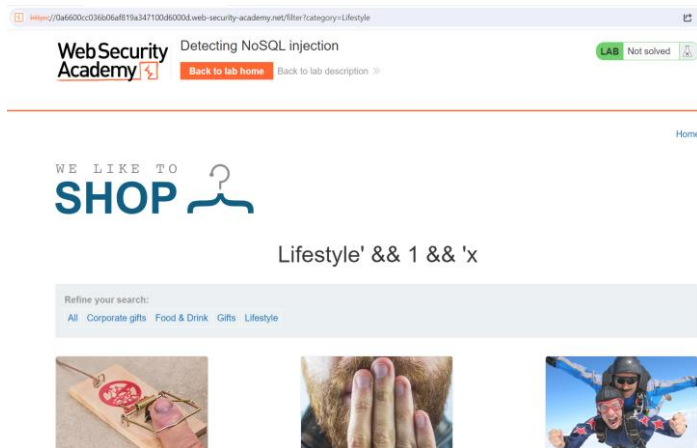 https://0a6600cc036b06af819a347100d6000d.web-security-academy.net/filter?category=Lifestyle
WebSecurity
Academy
Detecting NoSQL injection
Back to lab home
Back to lab description
LAB Not solved
Home
WE LIKE TO
SHOP
Lifestyle' && 1 && 'x
Refine your search:
All Corporate gifts Food & Drink Gifts Lifestyle